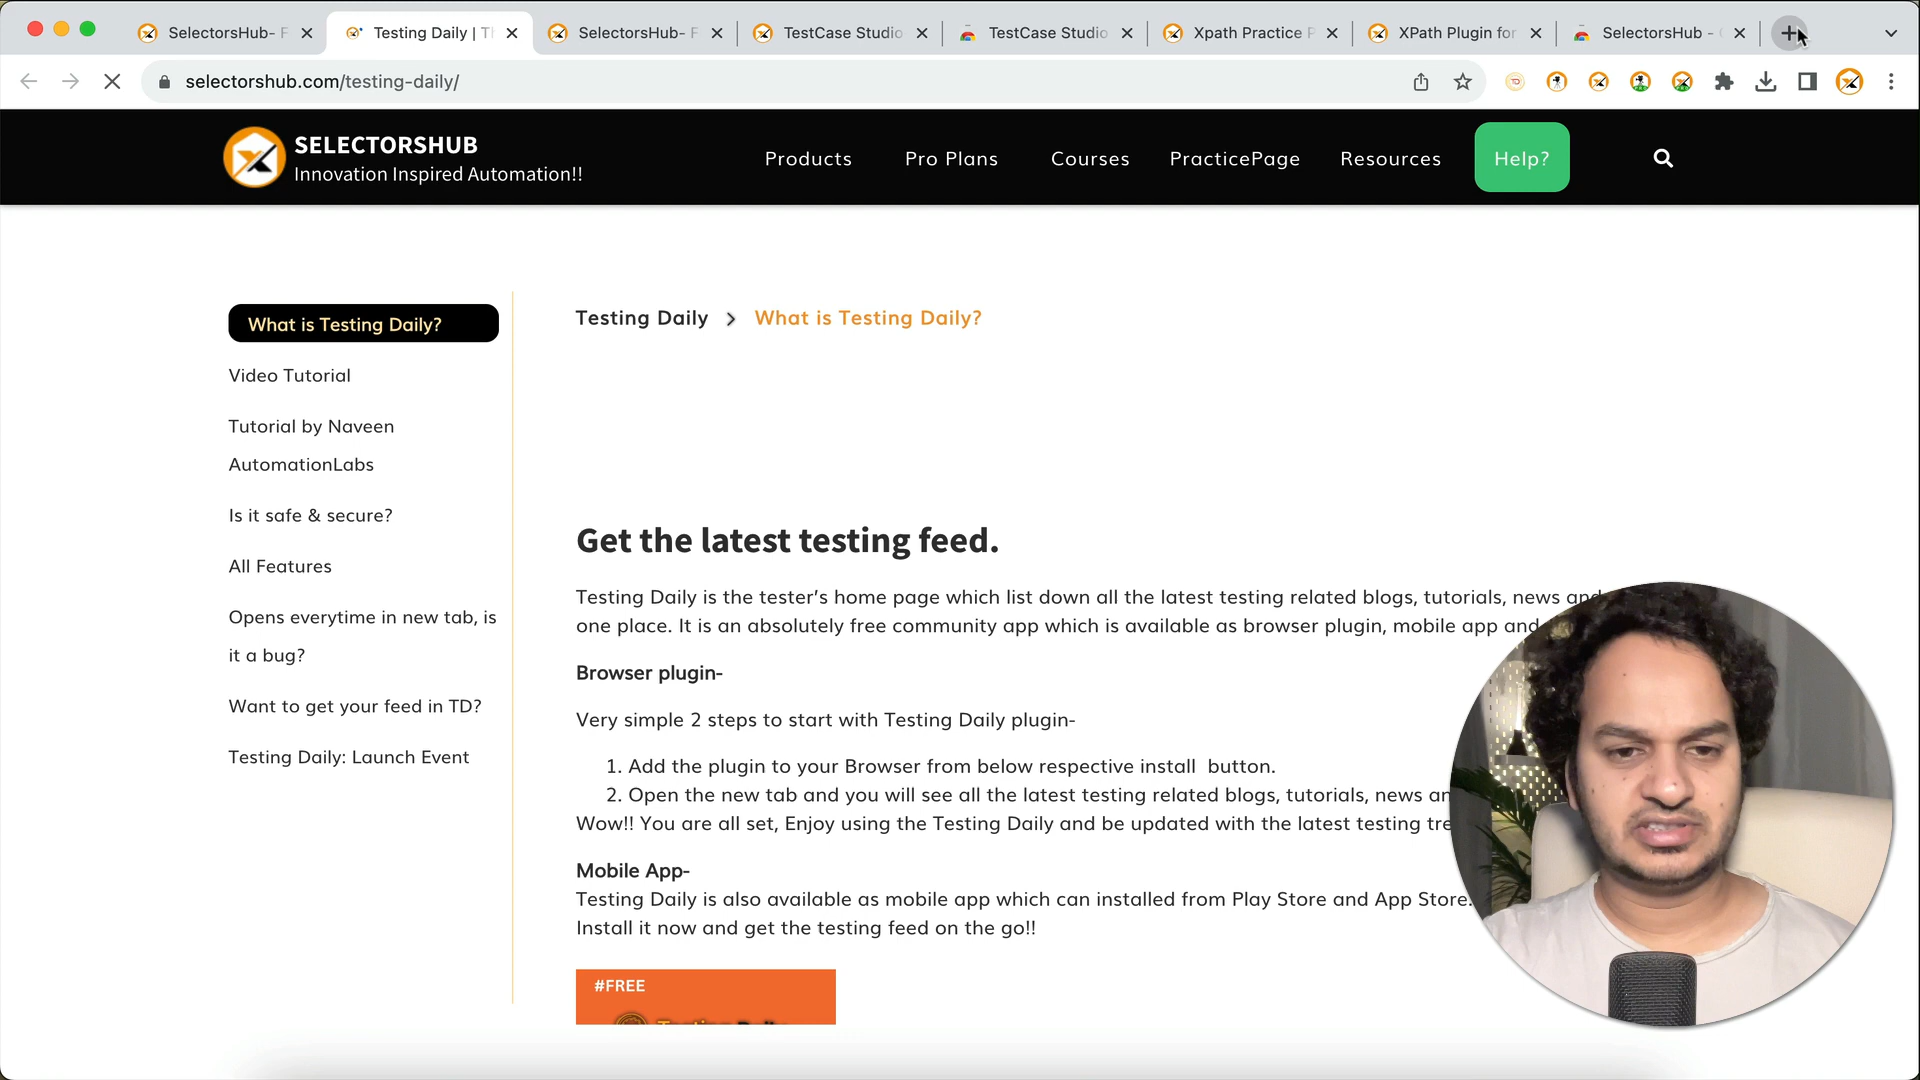 SelectorsHub- F
Testing Daily | Th
SelectorsHub- F
TestCase Studio
TestCase Studio
Xpath Practice P
XPath Plugin for
SelectorsHub -
selectorshub.com/testing-daily/
SELECTORSHUB
Innovation Inspired Automation!!
Products
Pro Plans
Courses
PracticePage
Resources
Help?
What is Testing Daily?
Video Tutorial
Tutorial by Naveen
AutomationLabs
Is it safe & secure?
All Features
Opens everytime in new tab, is
it a bug?
Want to get your feed in TD?
Testing Daily: Launch Event
Testing Daily > What is Testing Daily?
Get the latest testing feed.
Testing Daily is the tester’s home page which list down all the latest testing related blogs, tutorials, news and
one place. It is an absolutely free community app which is available as browser plugin, mobile app and
Browser plugin-
Very simple 2 steps to start with Testing Daily plugin-
1. Add the plugin to your Browser from below respective install button.
2. Open the new tab and you will see all the latest testing related blogs, tutorials, news an
Wow!! You are all set, Enjoy using the Testing Daily and be updated with the latest testing tre
Mobile App-
Testing Daily is also available as mobile app which can installed from Play Store and App Store.
Install it now and get the testing feed on the go!!
#FREE